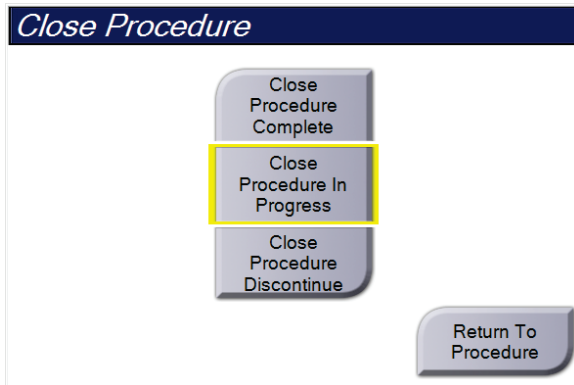 Close Procedure
Close
Procedure
Complete
Close
Procedure In
Progress
Close
Procedure
Discontinue
Return To
Procedure